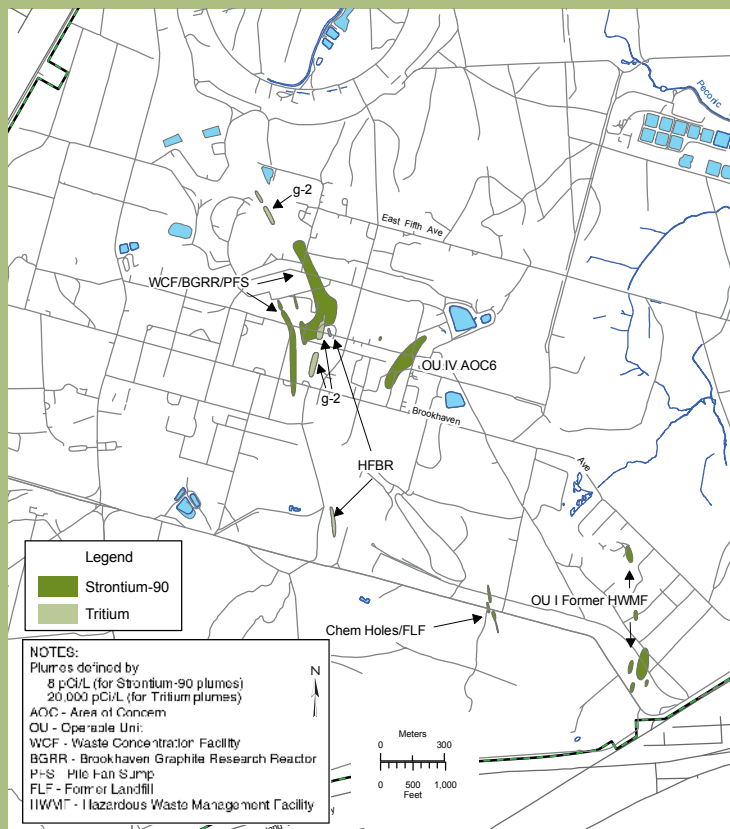 Peconic
g-2
East Fifth Ave
WCF/BGRR/PFS
OU IV AOC6
g-2
Brookhaven
Ave
HFBR
OU I Former HWMF
Chem Holes/FLF
Legend
Strontium-90
Tritium
NOTES:
Plumes defined by
8 pCi/L (for Strontium-90 plumes)
20,000 pCi/L (for Tritium plumes)
AOC - Area of Concern
OU - Operable Unit
WCF - Waste Concentration Facility
BGRR - Brookhaven Graphite Research Reactor
PFS - Pile Fan Sump
FLF - Former Landfill
HWMF - Hazardous Waste Management Facility
N
Meters
0 300
0 500 1,000
Feet